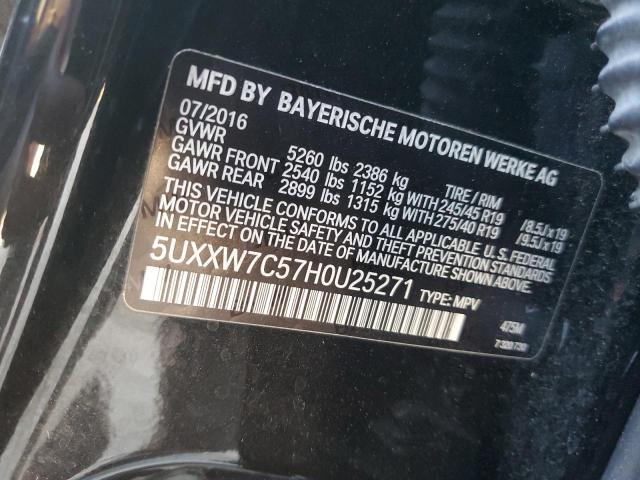 MFD BY BAYERISCHE MOTOREN WERKE AG
07/2016
GVWR 5260 lbs 2386 kg TIRE / RIM
GAWR FRONT 2540 lbs 1152 kg WITH 245/45 R19 / 8.5Jx19
GAWR REAR 2899 lbs 1315 kg WITH 275/40 R19 / 9.5Jx19
THIS VEHICLE CONFORMS TO ALL APPLICABLE U.S. FEDERAL
MOTOR VEHICLE SAFETY AND THEFT PREVENTION STANDARDS
IN EFFECT ON THE DATE OF MANUFACTURE SHOWN ABOVE.
5UXXW7C57H0U25271 TYPE: MPV
475M